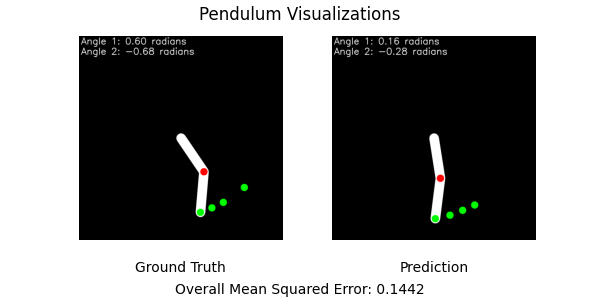 Pendulum Visualizations
Angle 1: 0.60 radians
Angle 2: −0.68 radians
Angle 1: 0.16 radians
Angle 2: −0.28 radians
Ground Truth
Prediction
Overall Mean Squared Error: 0.1442